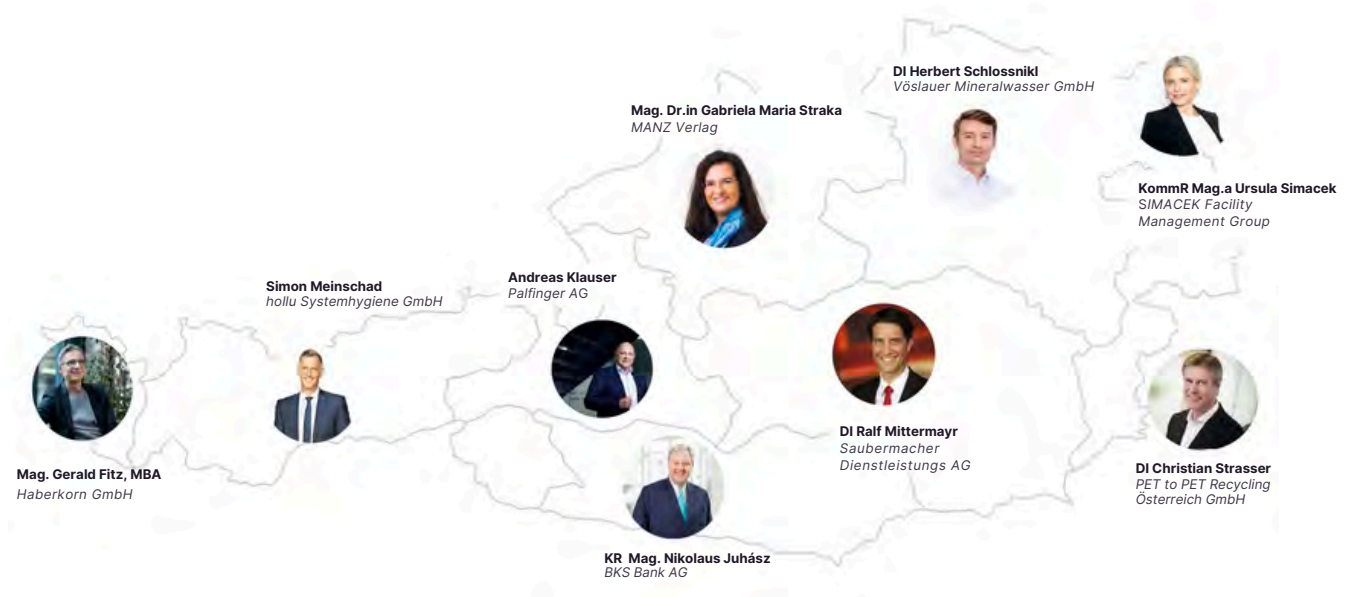 DI Herbert Schlossnikl
Vöslauer Mineralwasser GmbH
Mag. Dr.in Gabriela Maria Straka
MANZ Verlag
KommR Mag.a Ursula Simacek
SIMACEK Facility
Management Group
Andreas Klauser
Palfinger AG
Simon Meinschad
hollu Systemhygiene GmbH
Mag. Gerald Fitz, MBA
Haberkorn GmbH
DI Ralf Mittermayr
Saubermacher
Dienstleistungs AG
DI Christian Strasser
PET to PET Recycling
Österreich GmbH
KR Mag. Nikolaus Juhász
BKS Bank AG